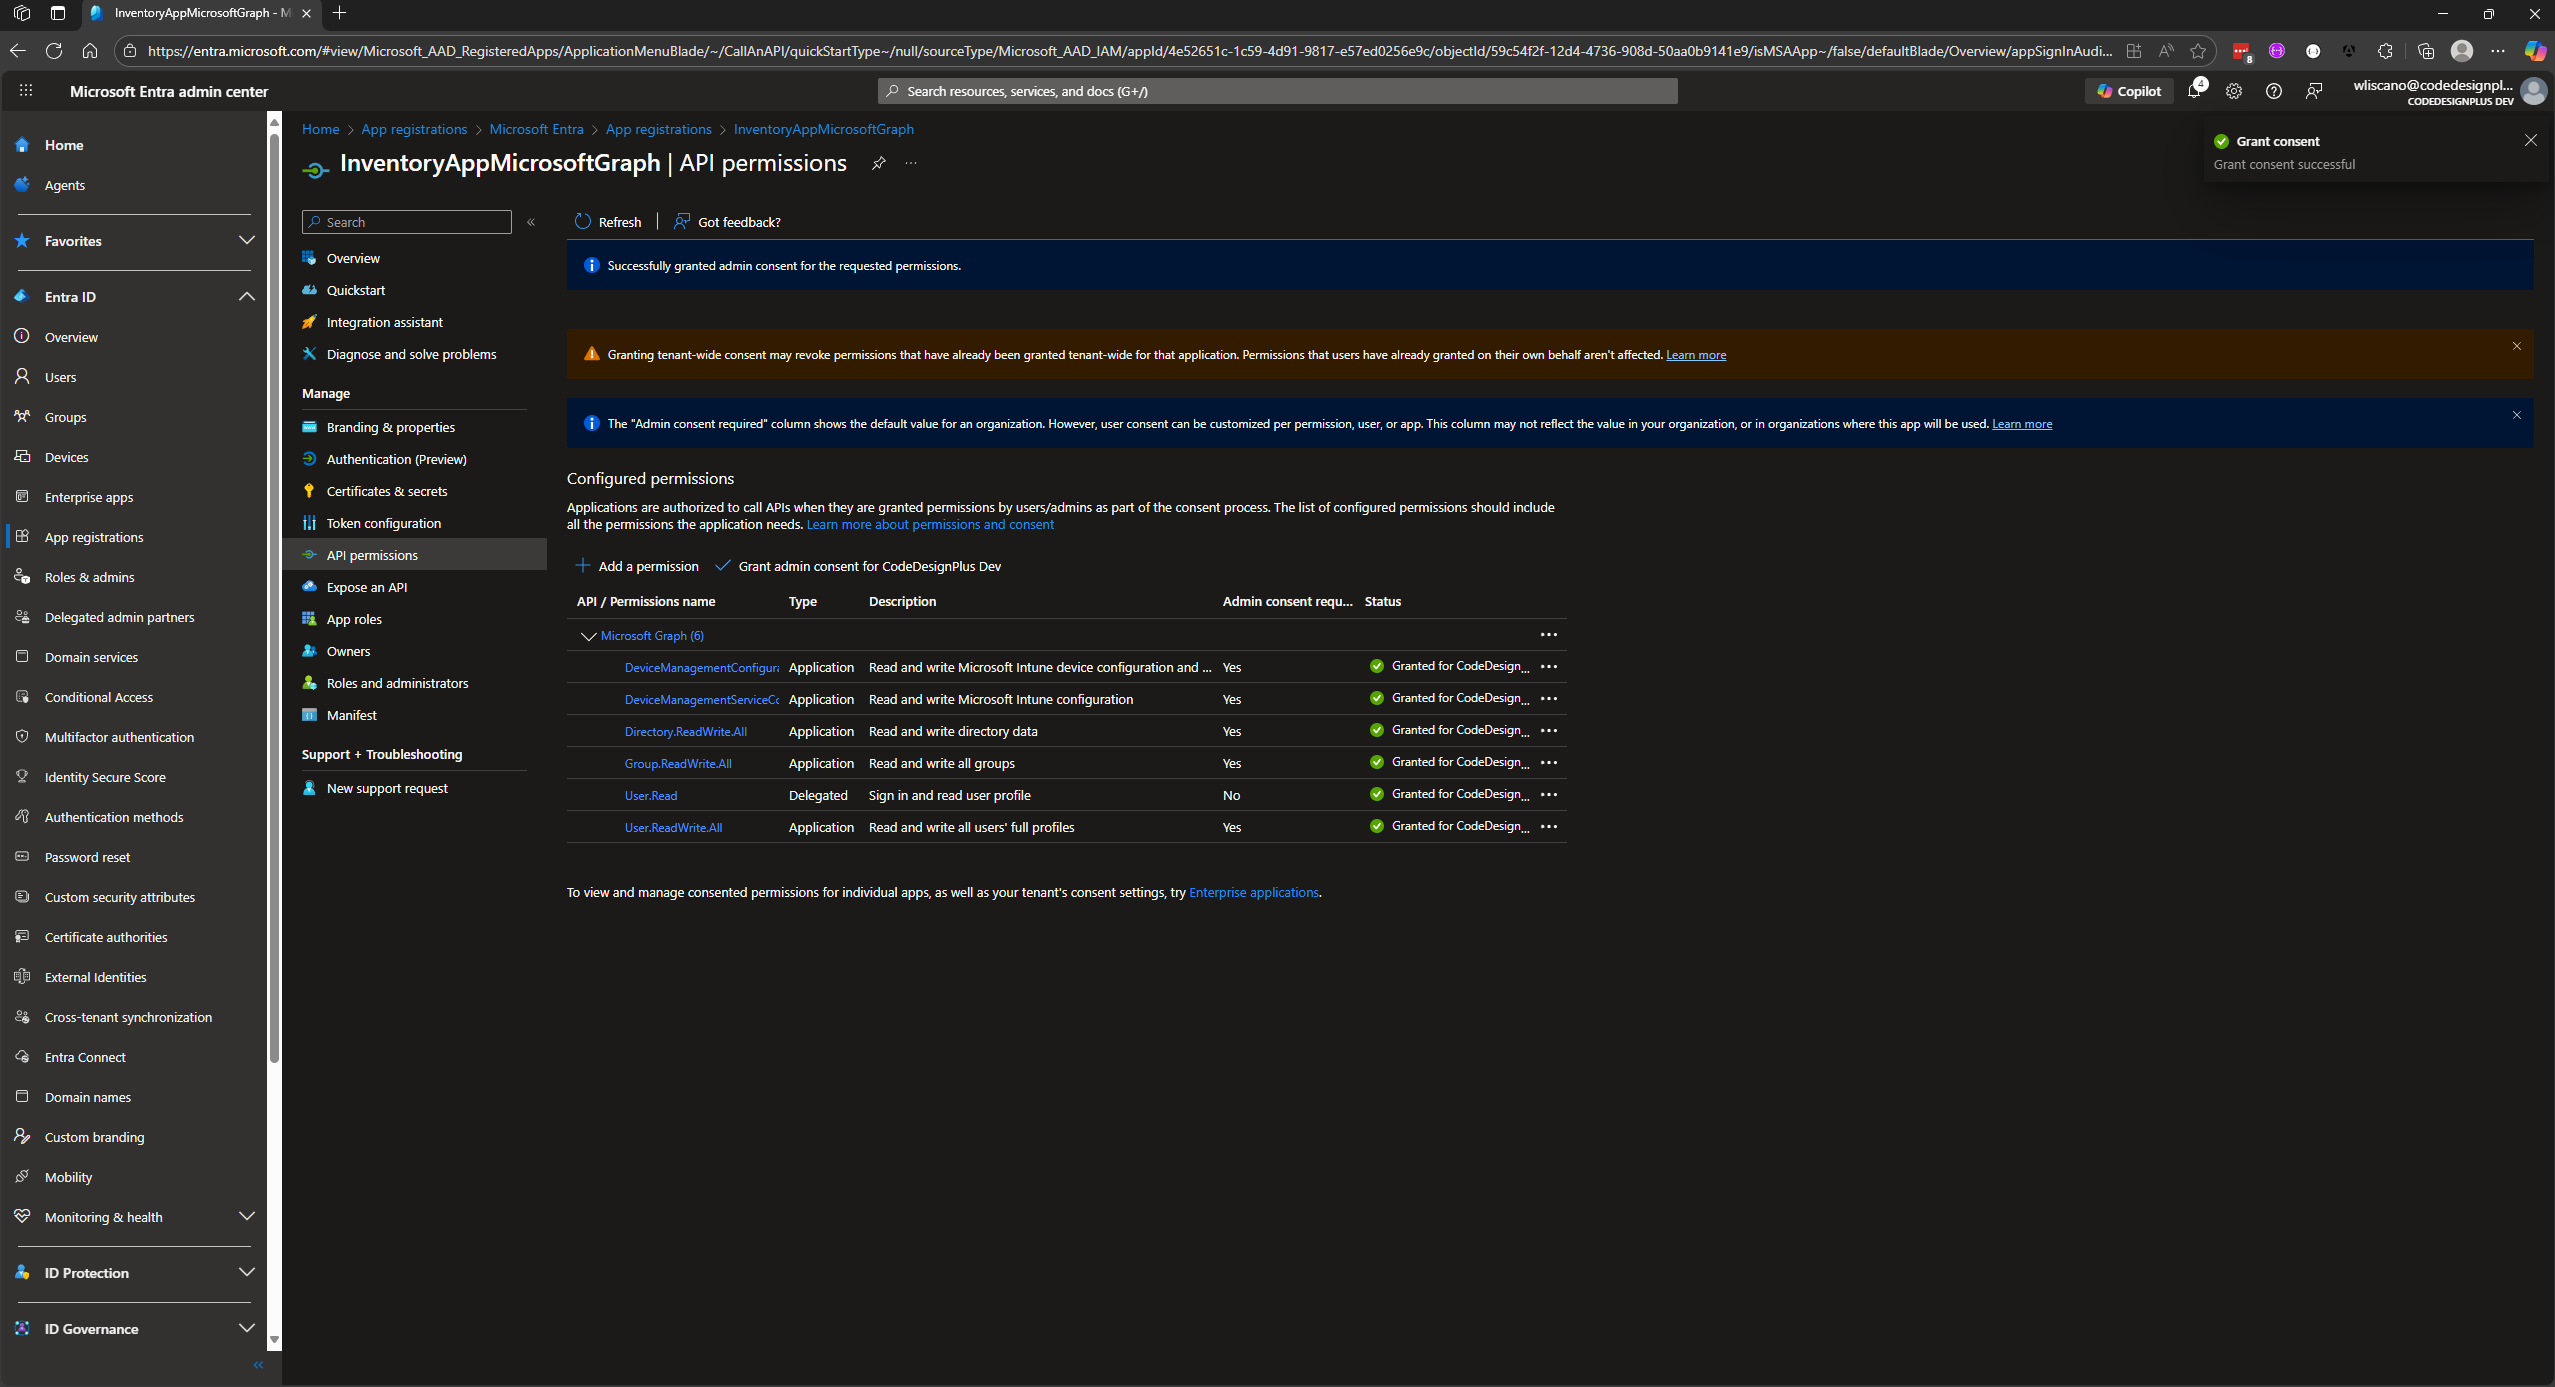 InventoryAppMicrosoftGraph - M
https://entra.microsoft.com/#view/Microsoft_AAD_RegisteredApps/ApplicationMenuBlade/~/CallAnAPI/quickStartType~/null/sourceType/Microsoft_AAD_IAM/appId/4e52651c-1c59-4d91-9817-e57ed0256e9c/objectId/59c54f2f-12d4-4736-908d-50aa0b9141e9/isMSAApp~/false/defaultBlade/Overview/appSignInAudi...
8
Microsoft Entra admin center
Search resources, services, and docs (G+/)
Copilot
4
wliscano@codedesignpl...
CODEDESIGNPLUS DEV
Home
Agents
Favorites
Entra ID
Overview
Users
Groups
Devices
Enterprise apps
App registrations
Roles & admins
Delegated admin partners
Domain services
Conditional Access
Multifactor authentication
Identity Secure Score
Authentication methods
Password reset
Custom security attributes
Certificate authorities
External Identities
Cross-tenant synchronization
Entra Connect
Domain names
Custom branding
Mobility
Monitoring & health
ID Protection
ID Governance
Home > App registrations > Microsoft Entra > App registrations > InventoryAppMicrosoftGraph
InventoryAppMicrosoftGraph | API permissions
Grant consent
Grant consent successful
Search
Overview
Quickstart
Integration assistant
Diagnose and solve problems
Manage
Branding & properties
Authentication (Preview)
Certificates & secrets
Token configuration
API permissions
Expose an API
App roles
Owners
Roles and administrators
Manifest
Support + Troubleshooting
New support request
Refresh
Got feedback?
Successfully granted admin consent for the requested permissions.
Granting tenant-wide consent may revoke permissions that have already been granted tenant-wide for that application. Permissions that users have already granted on their own behalf aren't affected. Learn more
The "Admin consent required" column shows the default value for an organization. However, user consent can be customized per permission, user, or app. This column may not reflect the value in your organization, or in organizations where this app will be used. Learn more
Configured permissions
Applications are authorized to call APIs when they are granted permissions by users/admins as part of the consent process. The list of configured permissions should include
all the permissions the application needs. Learn more about permissions and consent
Add a permission
Grant admin consent for CodeDesignPlus Dev
API / Permissions name Type Description Admin consent requ... Status
Microsoft Graph (6)
DeviceManagementConfigura Application Read and write Microsoft Intune device configuration and ... Yes Granted for CodeDesign...
DeviceManagementServiceCo Application Read and write Microsoft Intune configuration Yes Granted for CodeDesign...
Directory.ReadWrite.All Application Read and write directory data Yes Granted for CodeDesign...
Group.ReadWrite.All Application Read and write all groups Yes Granted for CodeDesign...
User.Read Delegated Sign in and read user profile No Granted for CodeDesign...
User.ReadWrite.All Application Read and write all users' full profiles Yes Granted for CodeDesign...
To view and manage consented permissions for individual apps, as well as your tenant's consent settings, try Enterprise applications.